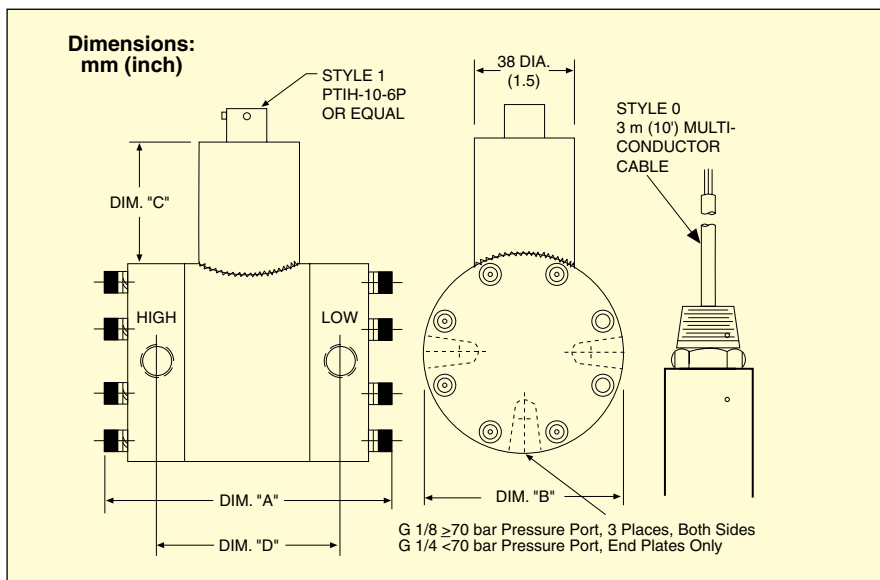 Dimensions:
mm (inch)
STYLE 1
PTIH-10-6P
OR EQUAL
38 DIA.
(1.5)
STYLE 0
3 m (10') MULTI-
CONDUCTOR
CABLE
DIM. "C"
HIGH
LOW
DIM. "A"
DIM. "D"
DIM. "B"
G 1/8 ≥70 bar Pressure Port, 3 Places, Both Sides
G 1/4 <70 bar Pressure Port, End Plates Only